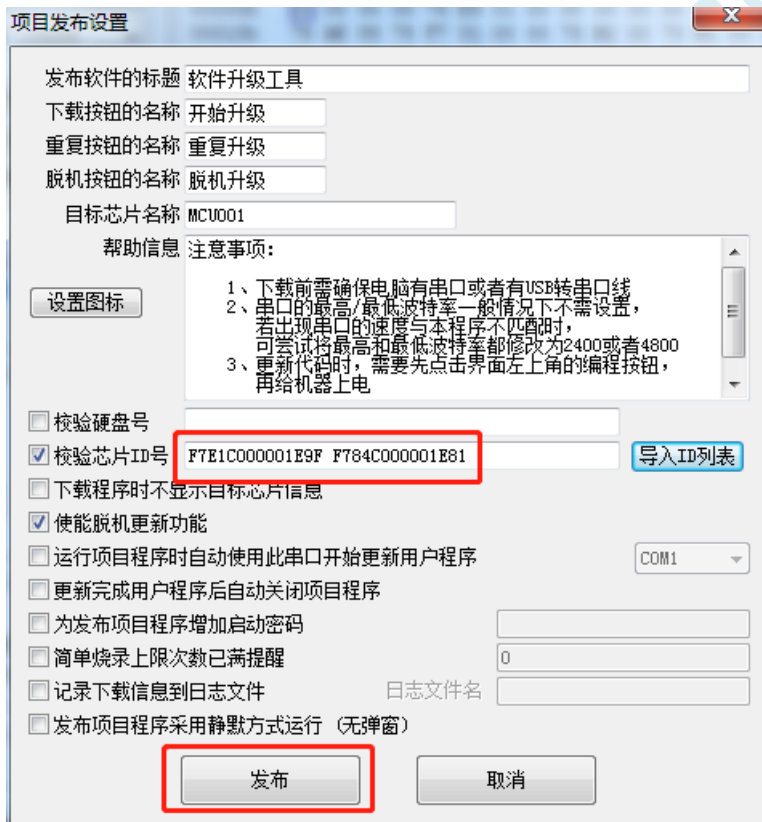 项目发布设置
发布软件的标题 软件升级工具
下载按钮的名称 开始升级
重复按钮的名称 重复升级
脱机按钮的名称 脱机升级
目标芯片名称 MCU001
帮助信息 注意事项:
1、下载前需确保电脑有串口或者有USB转串口线
2、串口的最高/最低波特率一般情况下不需设置，
若出现串口的速度与本程序不匹配时，
可尝试将最高和最低波特率都修改为2400或者4800
3、更新代码时，需要先点击界面左上角的编程按钮，
再给机器上电
设置图标
校验硬盘号
校验芯片ID号 F7E1C000001E9F F784C000001E81 导入ID列表
下载程序时不显示目标芯片信息
使能脱机更新功能
运行项目程序时自动使用此串口开始更新用户程序 COM1
更新完成用户程序后自动关闭项目程序
为发布项目程序增加启动密码
简单烧录上限次数已满提醒 0
记录下载信息到日志文件 日志文件名
发布项目程序采用静默方式运行（无弹窗）
发布 取消